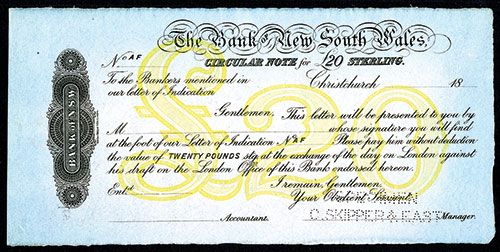 The Bank of New South Wales.
No AF CIRCULAR NOTE for £20 STERLING.
To the Bankers mentioned in Christchurch 18
our letter of Indication
Gentlemen. This letter will be presented to you by
M whose signature you will find
at the foot of our Letter of Indication No AF Please pay him without deduction
the value of TWENTY POUNDS stg at the exchange of the day on London against
his draft on the London Office of this Bank endorsed hereon.
Entd I remain, Gentlemen,
Your Obedient Servant,
SPECIMEN
Accountant. C. SKIPPER & EAST Manager.
BANK OF N.S.W.
£20